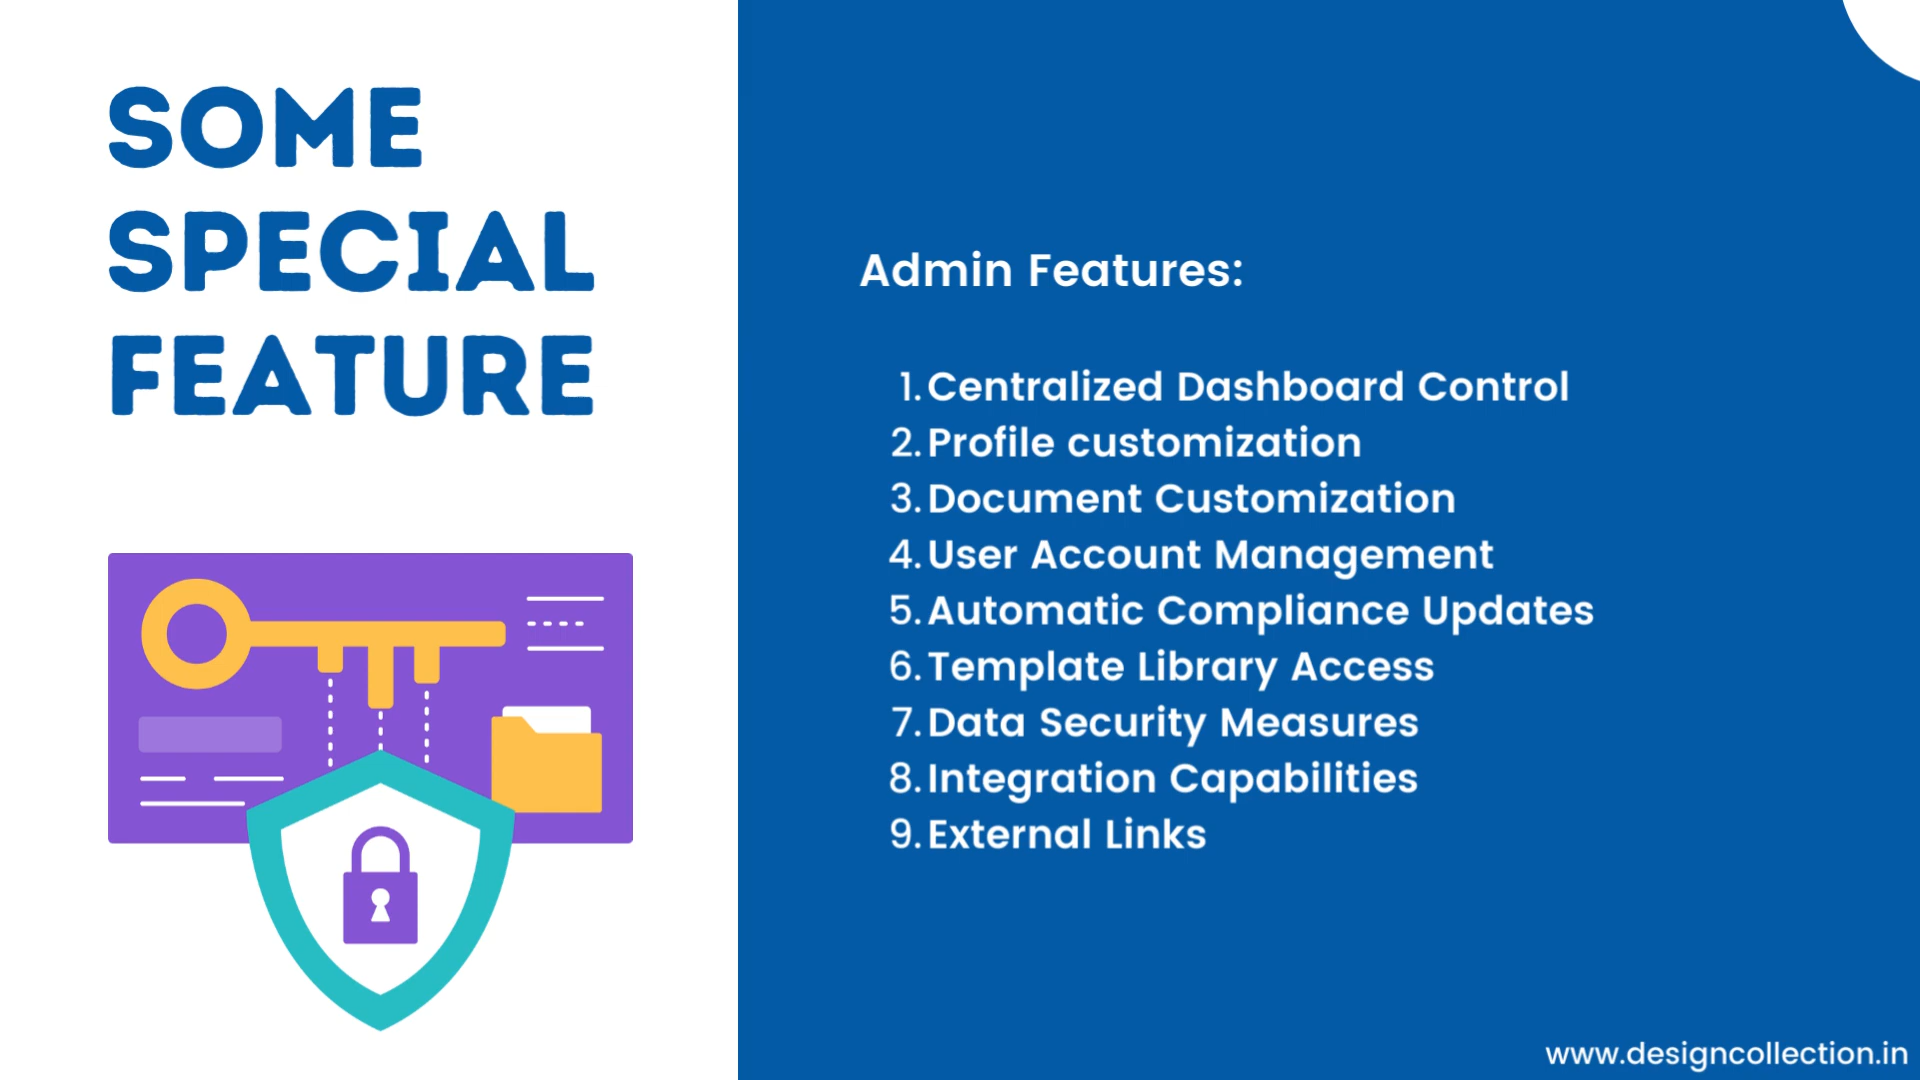 SOME
SPECIAL
FEATURE
Admin Features:
1. Centralized Dashboard Control
2. Profile customization
3. Document Customization
4. User Account Management
5. Automatic Compliance Updates
6. Template Library Access
7. Data Security Measures
8. Integration Capabilities
9. External Links
www.designcollection.in